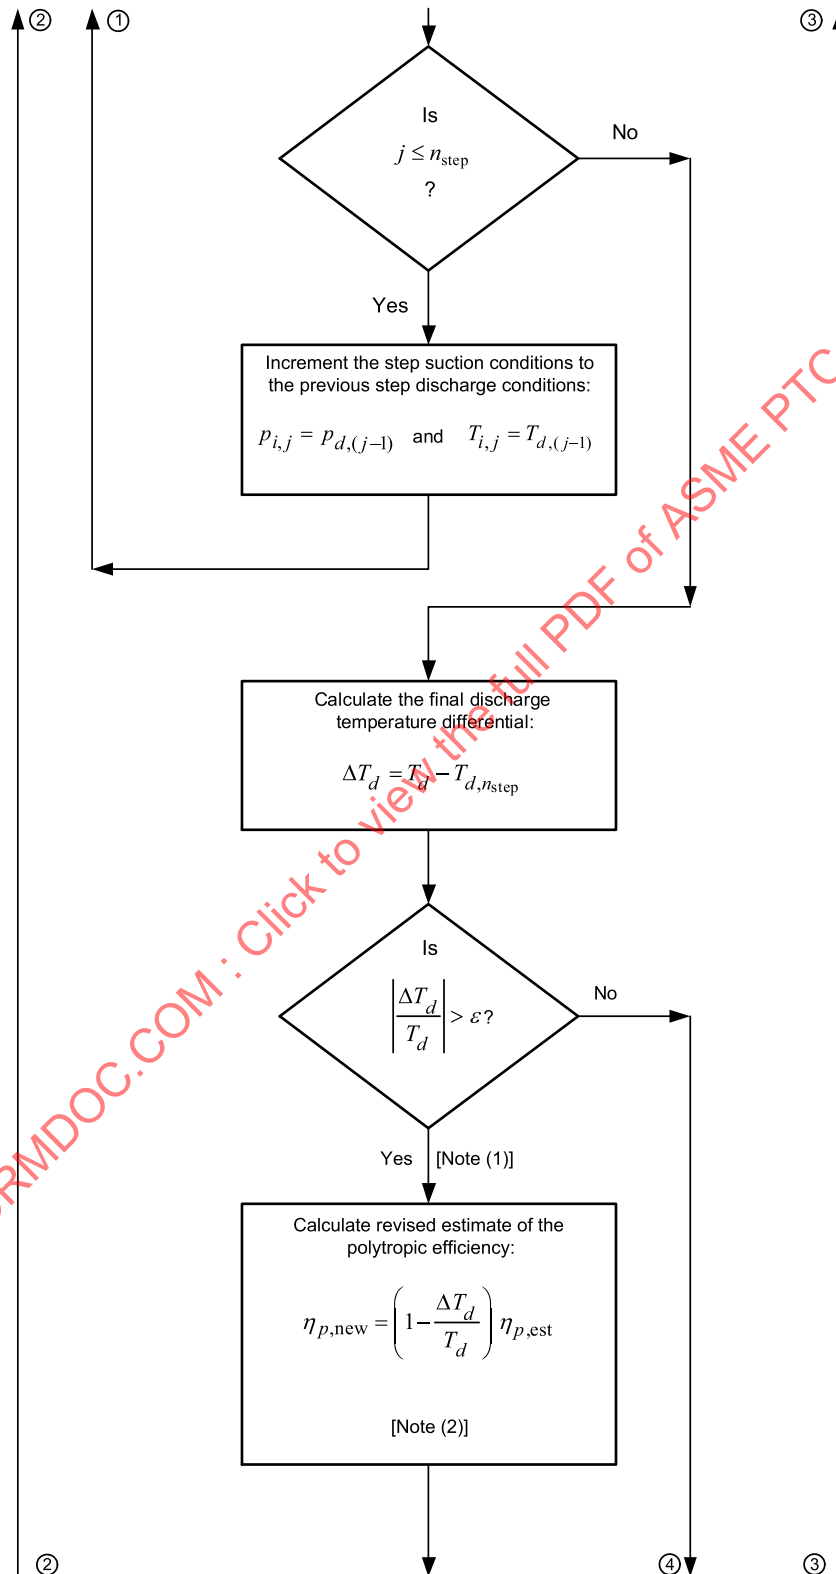 ② ① ③
Is
j ≤ n_step
?
No
Yes
Increment the step suction conditions to
the previous step discharge conditions:
p_{i,j} = p_{d,(j−1)} and T_{i,j} = T_{d,(j−1)}
Calculate the final discharge
temperature differential:
ΔT_d = T_d − T_{d,n_step}
Is
|ΔT_d / T_d| > ε?
No
Yes [Note (1)]
Calculate revised estimate of the
polytropic efficiency:
η_{p,new} = (1 − ΔT_d / T_d) η_{p,est}
[Note (2)]
② ④ ③
RMDOC.COM : Click to view the full PDF of ASME PTC